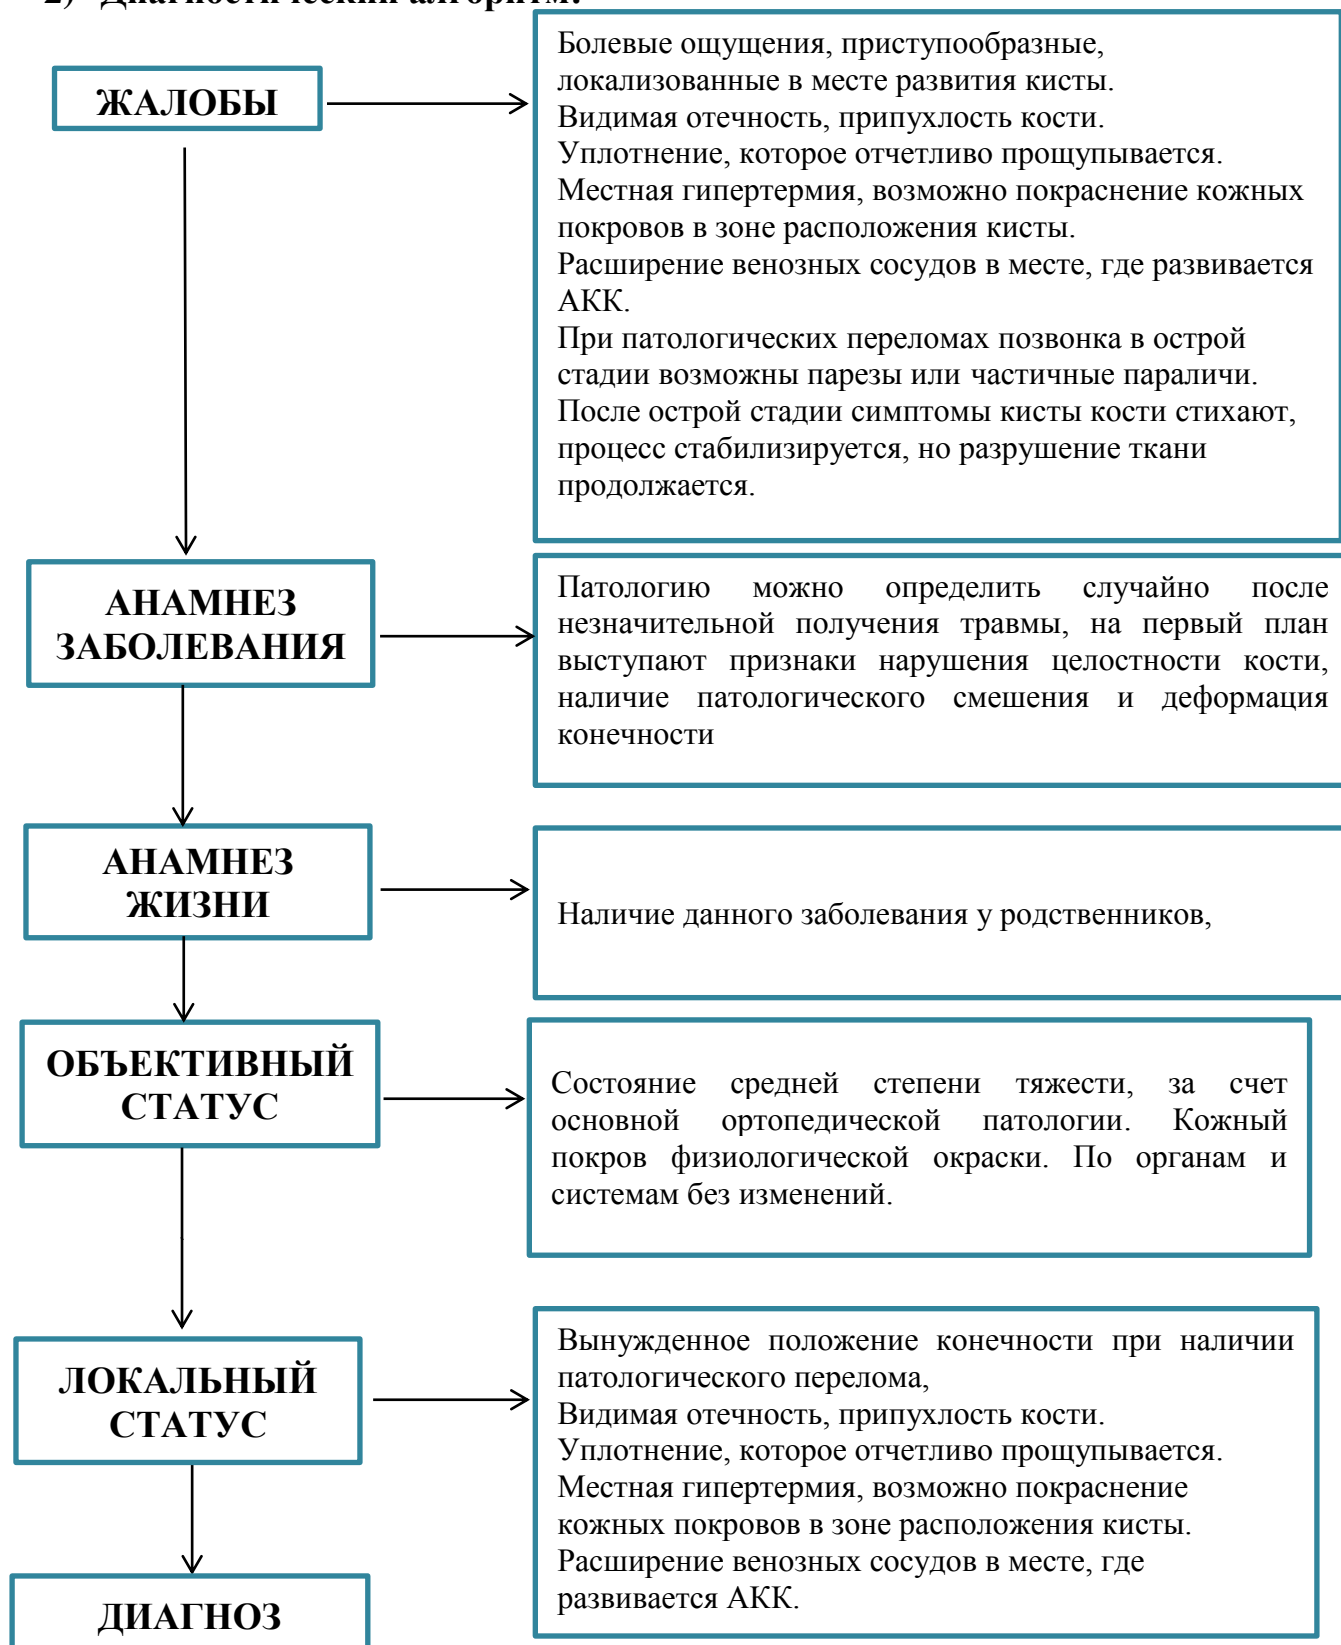 2) Диагностический алгоритм:
ЖАЛОБЫ
Болевые ощущения, приступообразные,
локализованные в месте развития кисты.
Видимая отечность, припухлость кости.
Уплотнение, которое отчетливо прощупывается.
Местная гипертермия, возможно покраснение кожных
покровов в зоне расположения кисты.
Расширение венозных сосудов в месте, где развивается
АКК.
При патологических переломах позвонка в острой
стадии возможны парезы или частичные параличи.
После острой стадии симптомы кисты кости стихают,
процесс стабилизируется, но разрушение ткани
продолжается.
АНАМНЕЗ
ЗАБОЛЕВАНИЯ
Патологию можно определить случайно после
незначительной получения травмы, на первый план
выступают признаки нарушения целостности кости,
наличие патологического смешения и деформация
конечности
АНАМНЕЗ
ЖИЗНИ
Наличие данного заболевания у родственников,
ОБЪЕКТИВНЫЙ
СТАТУС
Состояние средней степени тяжести, за счет
основной ортопедической патологии. Кожный
покров физиологической окраски. По органам и
системам без изменений.
ЛОКАЛЬНЫЙ
СТАТУС
Вынужденное положение конечности при наличии
патологического перелома,
Видимая отечность, припухлость кости.
Уплотнение, которое отчетливо прощупывается.
Местная гипертермия, возможно покраснение
кожных покровов в зоне расположения кисты.
Расширение венозных сосудов в месте, где
развивается АКК.
ДИАГНОЗ